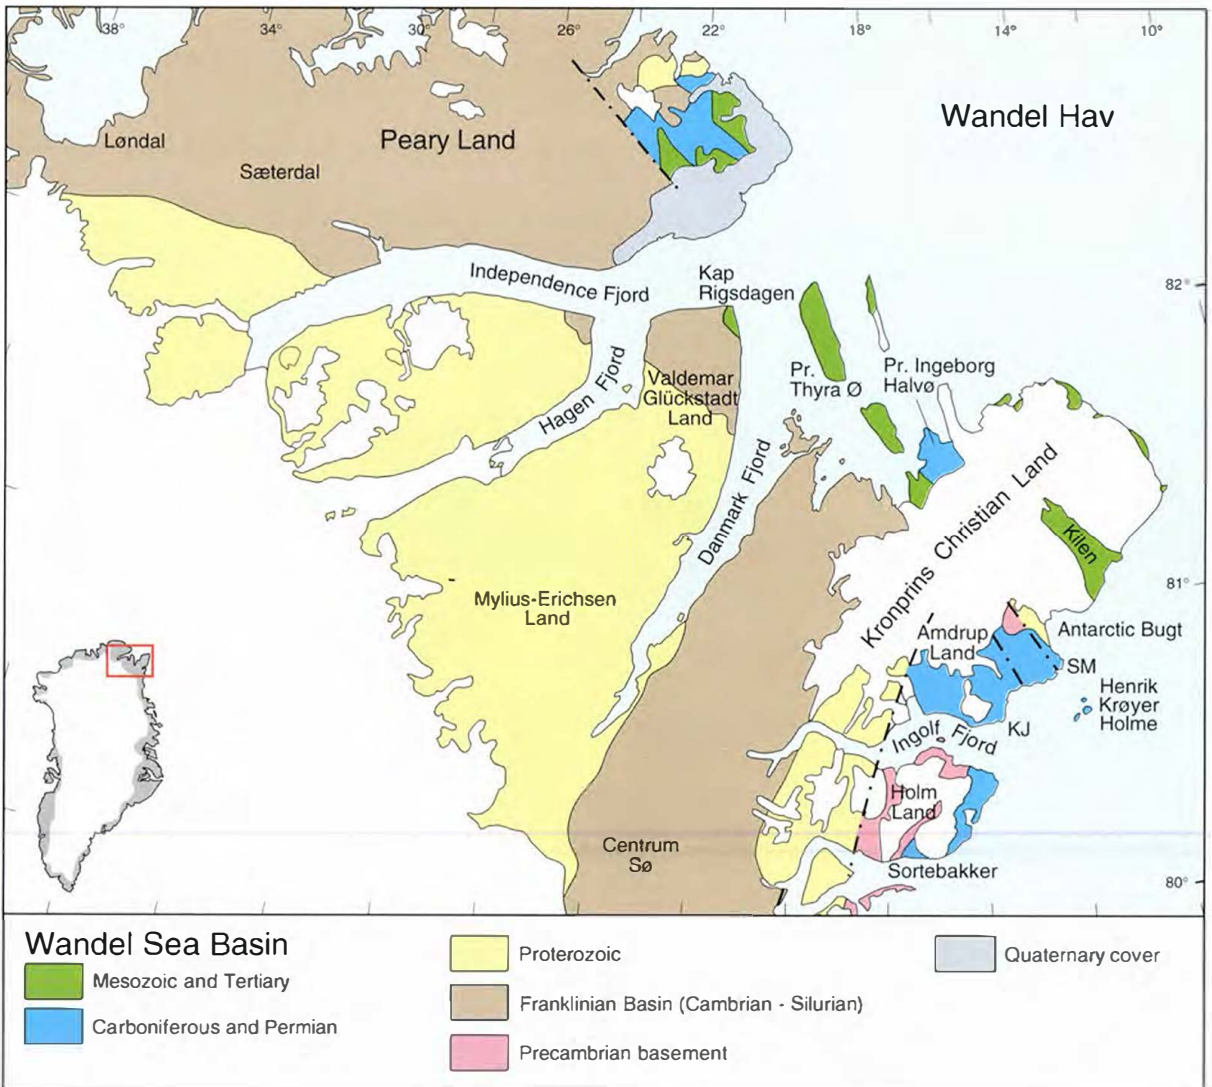 38°
34°
30°
26°
22°
18°
14°
10°
Wandel Hav
Løndal
Peary Land
Sæterdal
Independence Fjord
Kap
Rigsdagen
82°
Hagen Fjord
Valdemar
Glückstadt
Land
Pr.
Thyra Ø
Pr. Ingeborg
Halvø
Danmark Fjord
Kronprins Christian Land
Kilen
81°
Mylius-Erichsen
Land
Amdrup
Land
Antarctic Bugt
SM
Henrik
Krøyer
Holme
KJ
Ingolf Fjord
Holm
Land
Centrum
Sø
Sortebakker
80°
Wandel Sea Basin
Mesozoic and Tertiary
Carboniferous and Permian
Proterozoic
Franklinian Basin (Cambrian - Silurian)
Precambrian basement
Quaternary cover